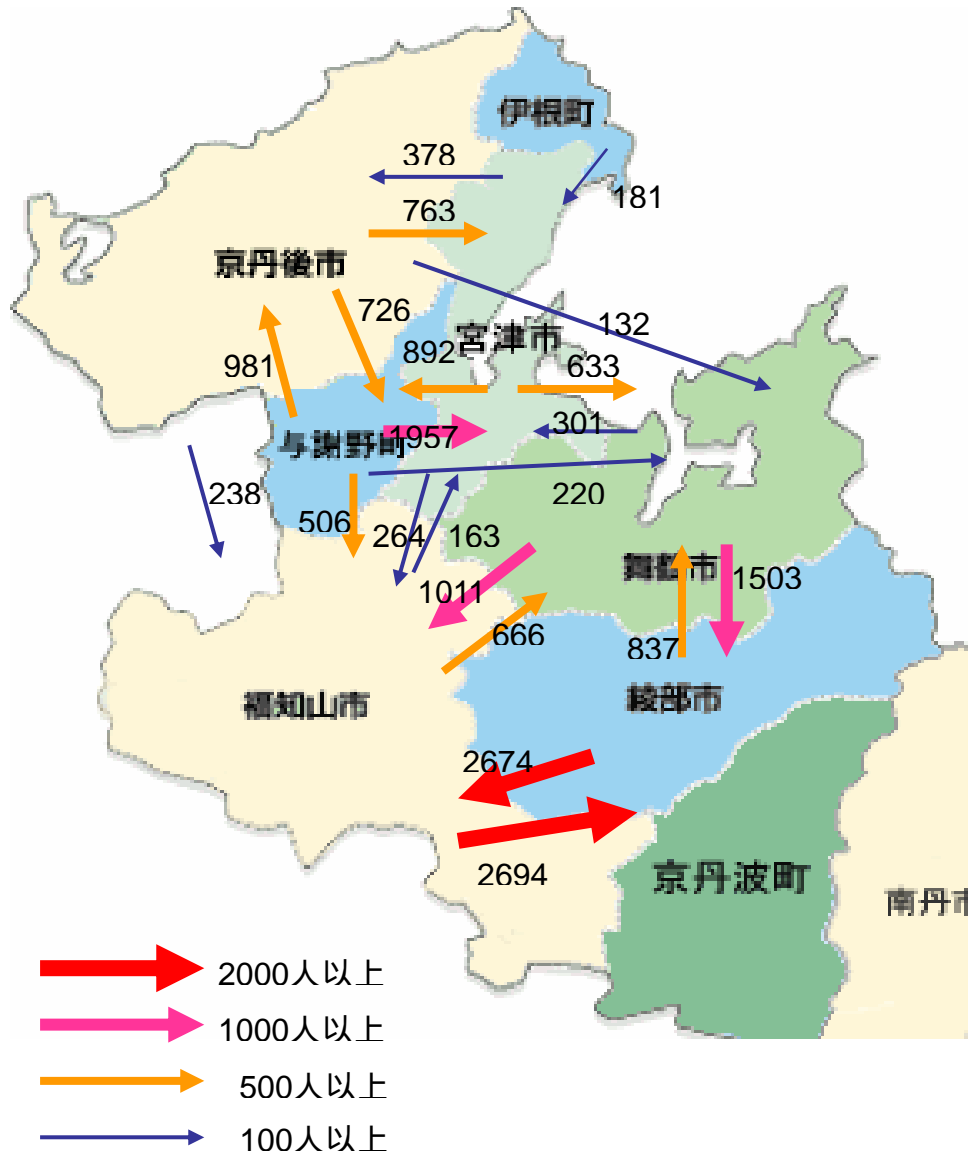 伊根町
378
181
763
京丹後市
726
132
宮津市
892
633
981
301
1957
与謝野町
238
220
506
264
163
舞鶴市
1503
1011
666
837
綾部市
福知山市
2674
2694
京丹波町
南丹市
2000人以上
1000人以上
500人以上
100人以上